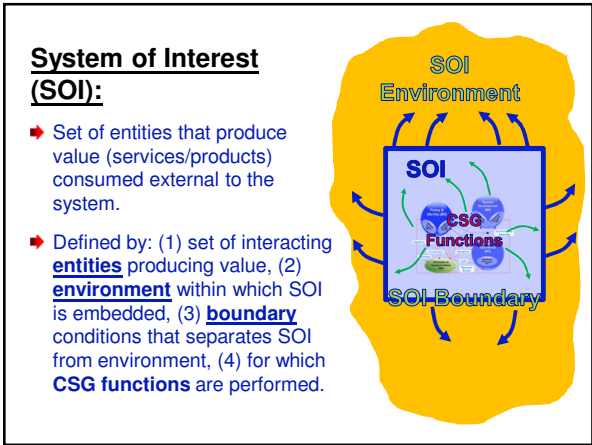 System of Interest
(SOI):
Set of entities that produce
value (services/products)
consumed external to the
system.
Defined by: (1) set of interacting
entities producing value, (2)
environment within which SOI
is embedded, (3) boundary
conditions that separates SOI
from environment, (4) for which
CSG functions are performed.
SOI
Environment
SOI
CSG
Functions
SOI Boundary